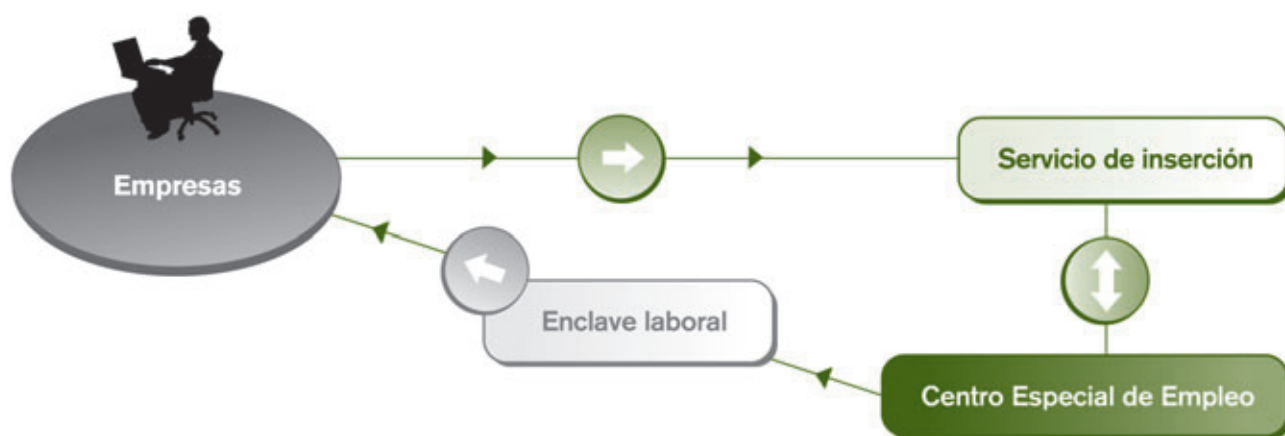 Empresas
Servicio de inserción
Enclave laboral
Centro Especial de Empleo